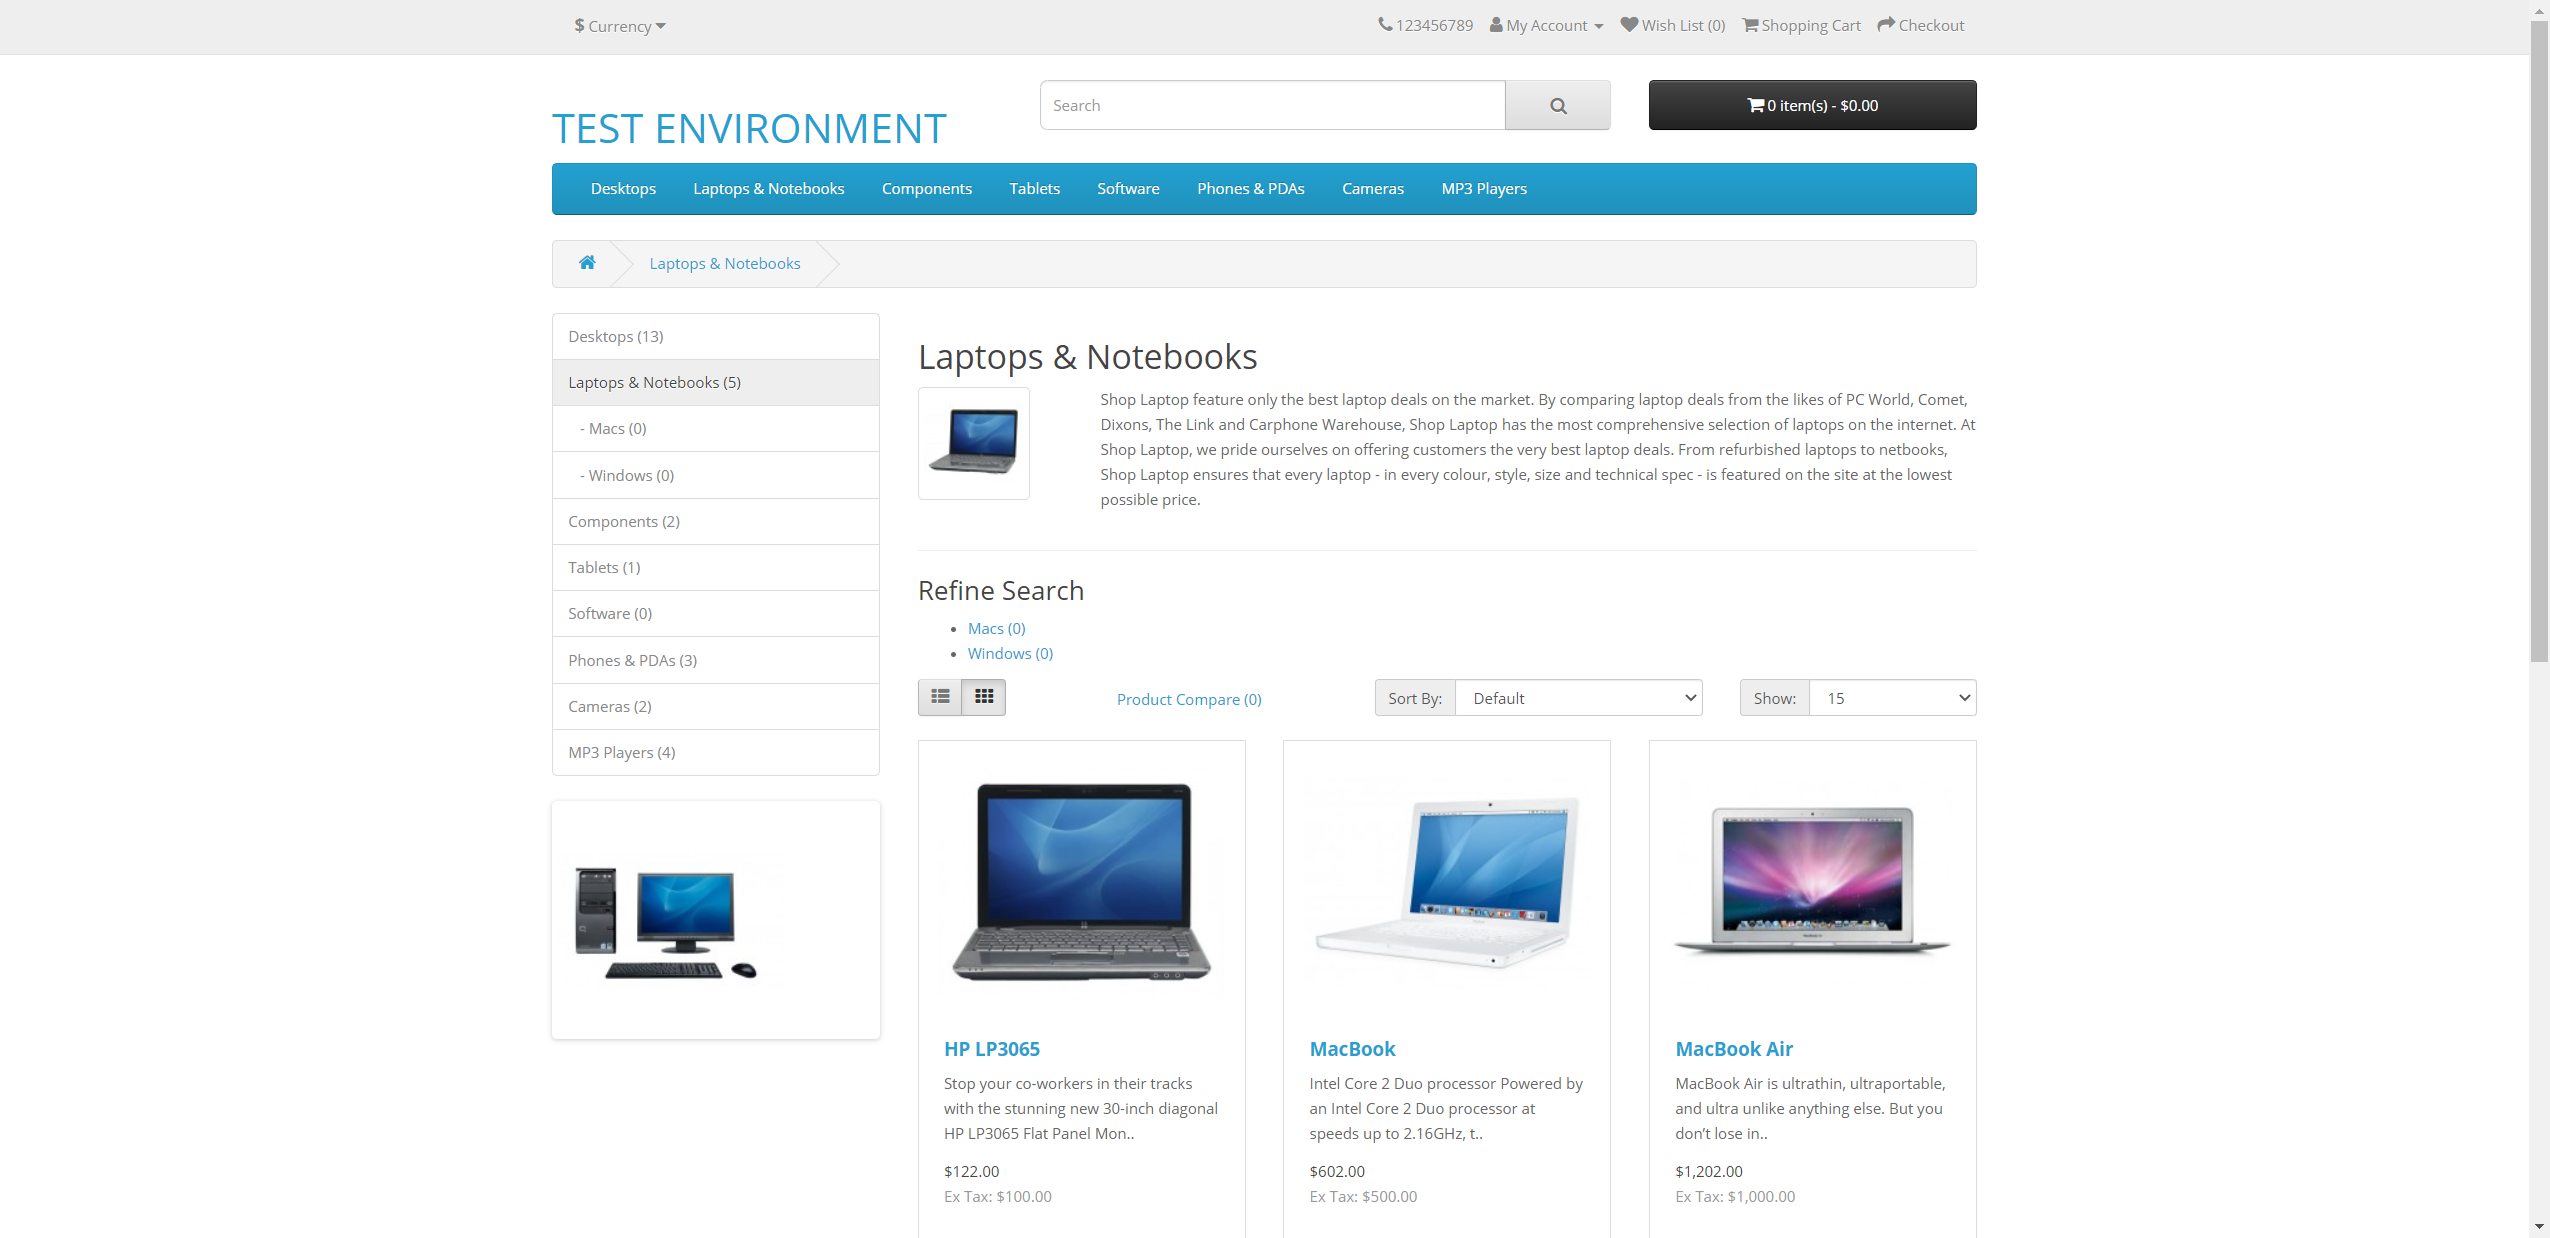 $ Currency
123456789 My Account Wish List (0) Shopping Cart Checkout
TEST ENVIRONMENT
Search
0 item(s) - $0.00
Desktops Laptops & Notebooks Components Tablets Software Phones & PDAs Cameras MP3 Players
Laptops & Notebooks
Desktops (13)
Laptops & Notebooks (5)
- Macs (0)
- Windows (0)
Components (2)
Tablets (1)
Software (0)
Phones & PDAs (3)
Cameras (2)
MP3 Players (4)
Laptops & Notebooks
Shop Laptop feature only the best laptop deals on the market. By comparing laptop deals from the likes of PC World, Comet,
Dixons, The Link and Carphone Warehouse, Shop Laptop has the most comprehensive selection of laptops on the internet. At
Shop Laptop, we pride ourselves on offering customers the very best laptop deals. From refurbished laptops to netbooks,
Shop Laptop ensures that every laptop - in every colour, style, size and technical spec - is featured on the site at the lowest
possible price.
Refine Search
Macs (0)
Windows (0)
Product Compare (0)
Sort By: Default
Show: 15
HP LP3065
Stop your co-workers in their tracks
with the stunning new 30-inch diagonal
HP LP3065 Flat Panel Mon..
$122.00
Ex Tax: $100.00
MacBook
Intel Core 2 Duo processor Powered by
an Intel Core 2 Duo processor at
speeds up to 2.16GHz, t..
$602.00
Ex Tax: $500.00
MacBook Air
MacBook Air is ultrathin, ultraportable,
and ultra unlike anything else. But you
don’t lose in..
$1,202.00
Ex Tax: $1,000.00